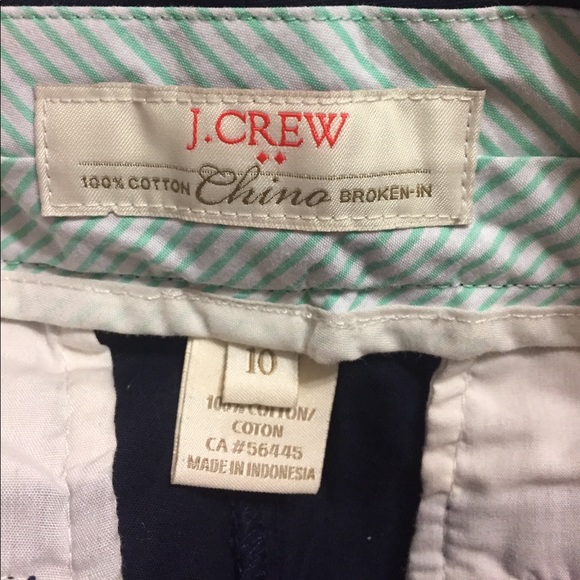 J.CREW
100% COTTON Chino BROKEN-IN
10
100% COTTON/
COTON
CA #56445
MADE IN INDONESIA